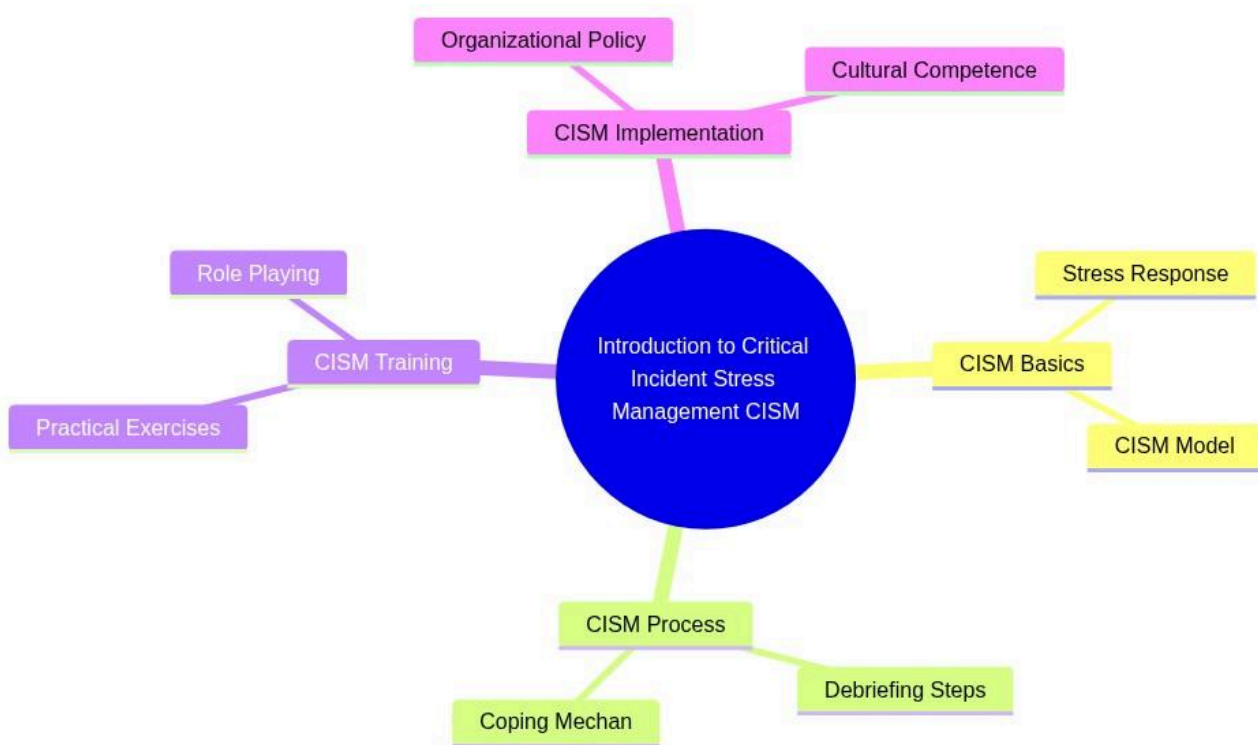 Organizational Policy
Cultural Competence
CISM Implementation
Role Playing
Stress Response
Introduction to Critical
Incident Stress
Management CISM
CISM Training
CISM Basics
Practical Exercises
CISM Model
CISM Process
Debriefing Steps
Coping Mechan